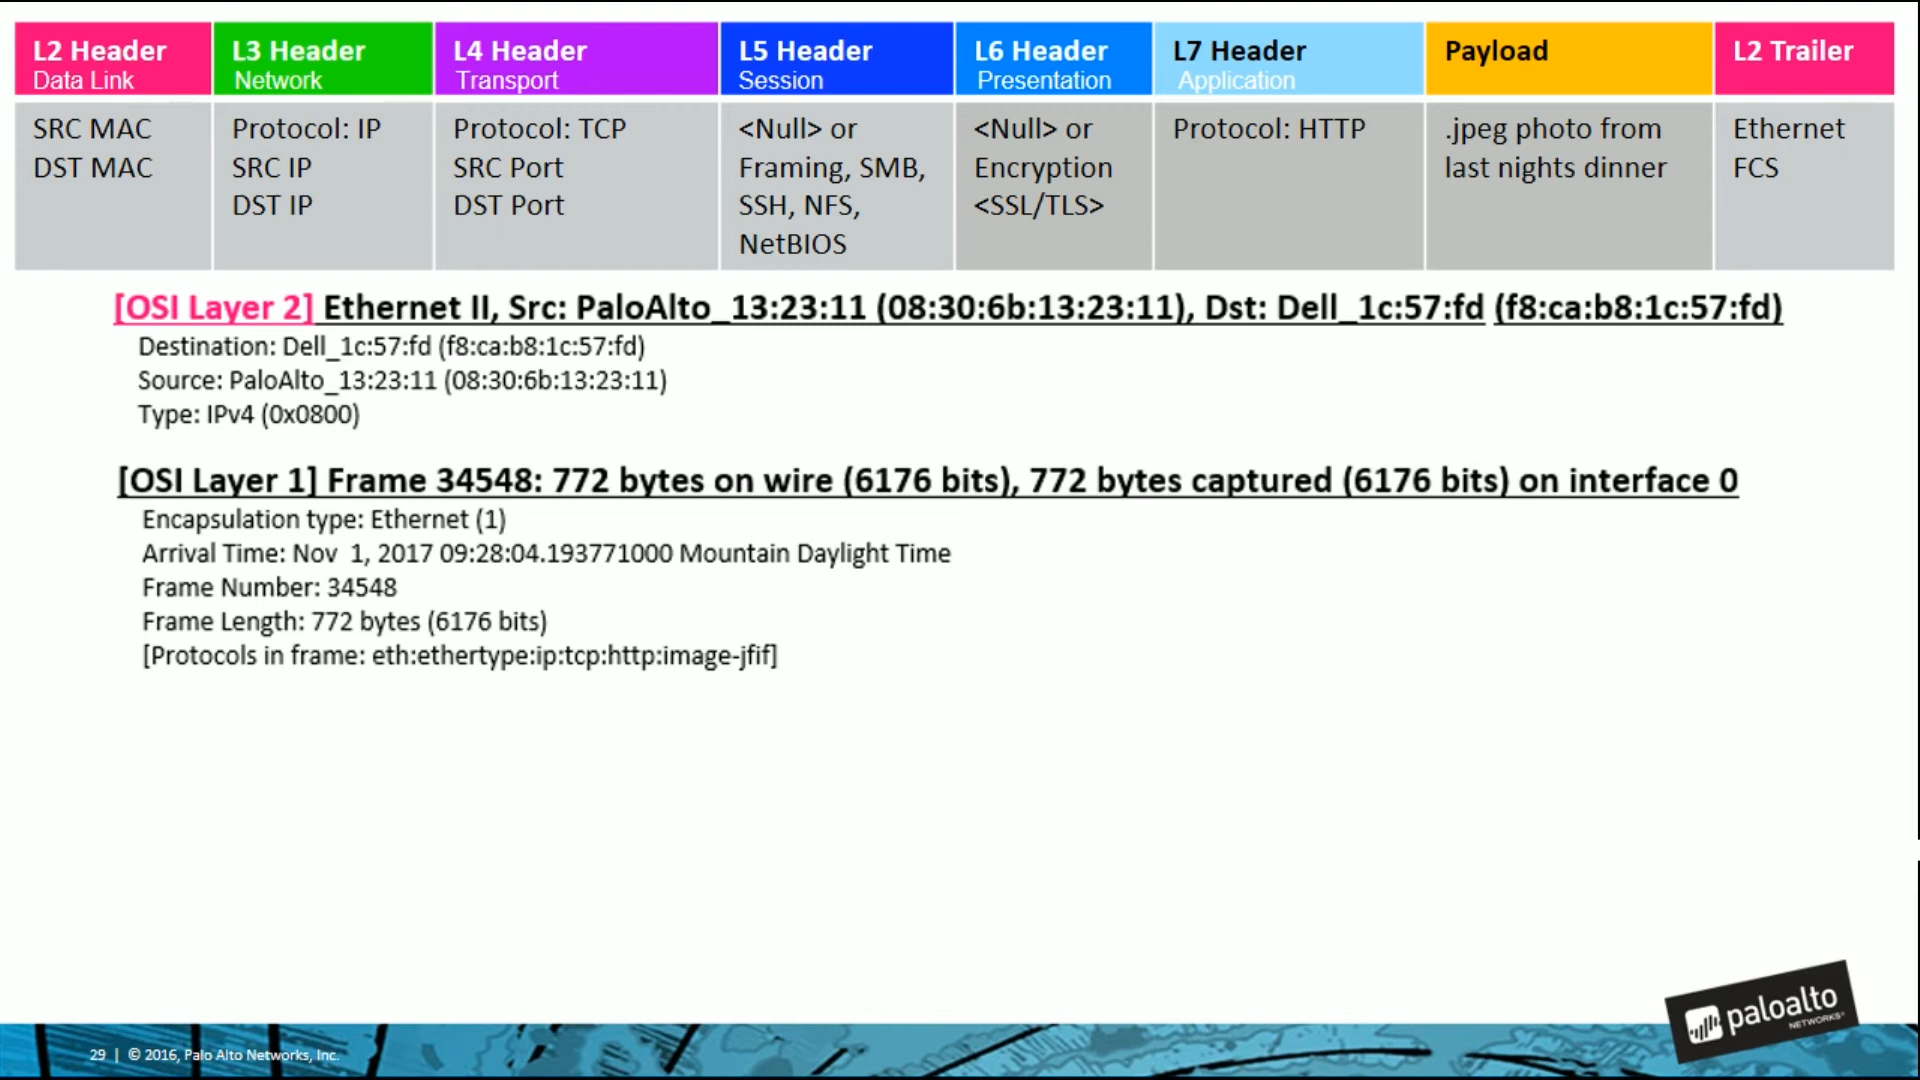 L2 Header
Data Link
L3 Header
Network
L4 Header
Transport
L5 Header
Session
L6 Header
Presentation
L7 Header
Application
Payload
L2 Trailer
SRC MAC
DST MAC
Protocol: IP
SRC IP
DST IP
Protocol: TCP
SRC Port
DST Port
<Null> or
Framing, SMB,
SSH, NFS,
NetBIOS
<Null> or
Encryption
<SSL/TLS>
Protocol: HTTP
.jpeg photo from
last nights dinner
Ethernet
FCS
[OSI Layer 2] Ethernet II, Src: PaloAlto_13:23:11 (08:30:6b:13:23:11), Dst: Dell_1c:57:fd (f8:ca:b8:1c:57:fd)
Destination: Dell_1c:57:fd (f8:ca:b8:1c:57:fd)
Source: PaloAlto_13:23:11 (08:30:6b:13:23:11)
Type: IPv4 (0x0800)
[OSI Layer 1] Frame 34548: 772 bytes on wire (6176 bits), 772 bytes captured (6176 bits) on interface 0
Encapsulation type: Ethernet (1)
Arrival Time: Nov  1, 2017 09:28:04.193771000 Mountain Daylight Time
Frame Number: 34548
Frame Length: 772 bytes (6176 bits)
[Protocols in frame: eth:ethertype:ip:tcp:http:image-jfif]
paloalto
NETWORKS
29 | © 2016, Palo Alto Networks, Inc.